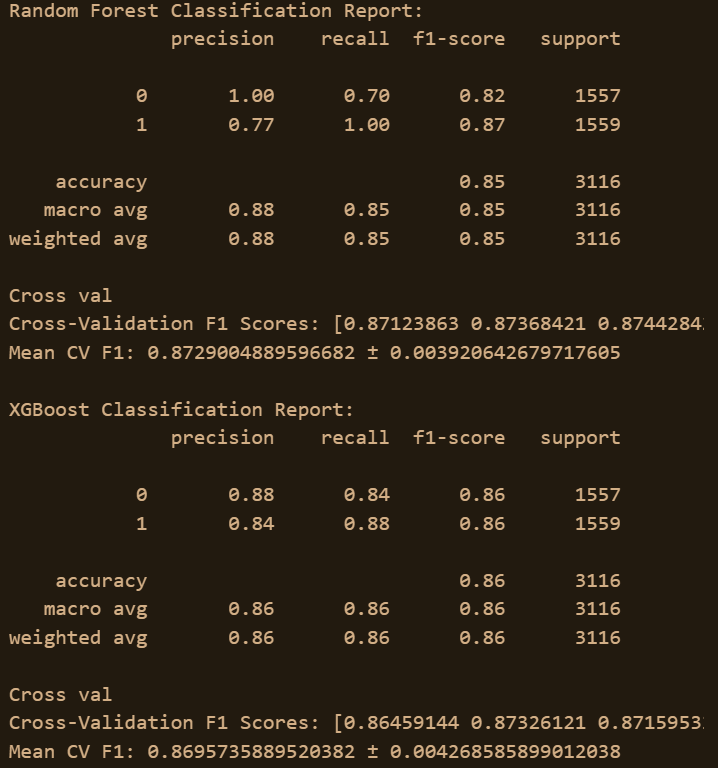 Random Forest Classification Report:
precision recall f1-score support
0 1.00 0.70 0.82 1557
1 0.77 1.00 0.87 1559
accuracy 0.85 3116
macro avg 0.88 0.85 0.85 3116
weighted avg 0.88 0.85 0.85 3116
Cross val
Cross-Validation F1 Scores: [0.87123863 0.87368421 0.8744284
Mean CV F1: 0.8729004889596682 ± 0.003920642679717605
XGBoost Classification Report:
precision recall f1-score support
0 0.88 0.84 0.86 1557
1 0.84 0.88 0.86 1559
accuracy 0.86 3116
macro avg 0.86 0.86 0.86 3116
weighted avg 0.86 0.86 0.86 3116
Cross val
Cross-Validation F1 Scores: [0.86459144 0.87326121 0.8715953
Mean CV F1: 0.8695735889520382 ± 0.004268585899012038